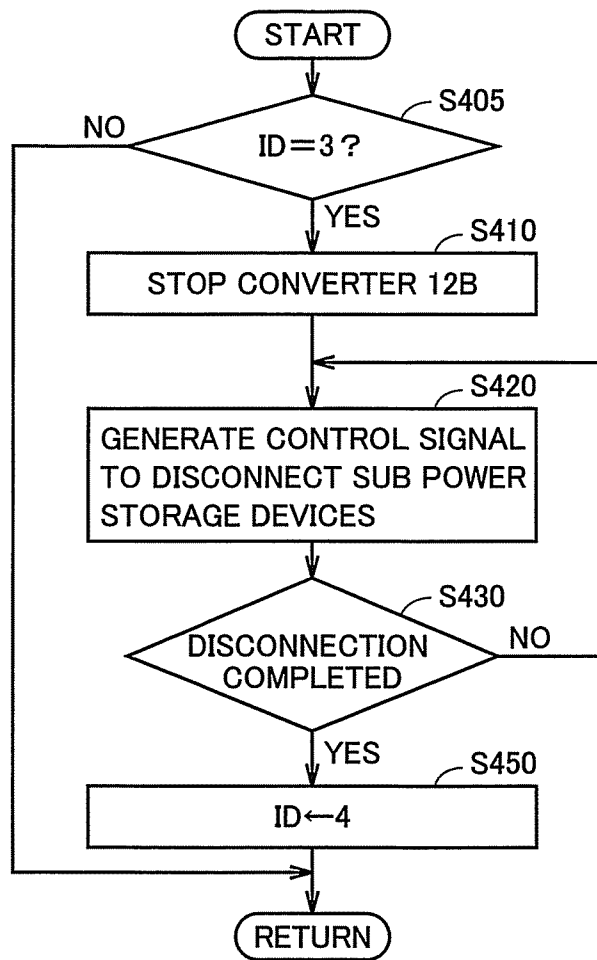 START
S405
NO
ID=3?
YES
S410
STOP CONVERTER 12B
S420
GENERATE CONTROL SIGNAL
TO DISCONNECT SUB POWER
STORAGE DEVICES
S430
NO
DISCONNECTION
COMPLETED
YES
S450
ID←4
RETURN